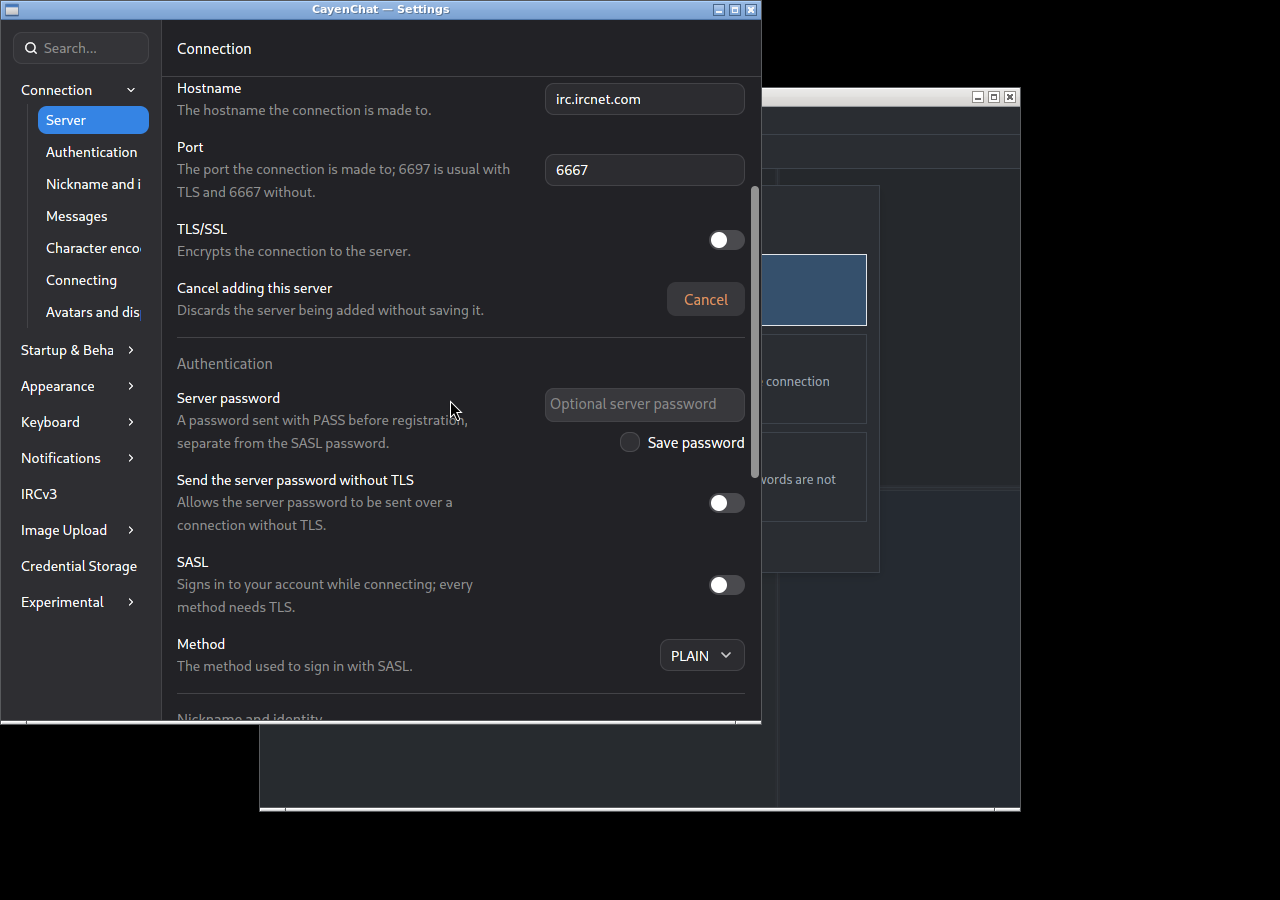 CayenChat — Settings
Search...
Connection
Connection
Server
Authentication
Nickname and i
Messages
Character enco
Connecting
Avatars and dis
Startup & Beha
Appearance
Keyboard
Notifications
IRCv3
Image Upload
Credential Storage
Experimental
Hostname
The hostname the connection is made to.
irc.ircnet.com
Port
The port the connection is made to; 6697 is usual with
TLS and 6667 without.
6667
TLS/SSL
Encrypts the connection to the server.
Cancel adding this server
Discards the server being added without saving it.
Cancel
Authentication
Server password
A password sent with PASS before registration,
separate from the SASL password.
Optional server password
Save password
Send the server password without TLS
Allows the server password to be sent over a
connection without TLS.
SASL
Signs in to your account while connecting; every
method needs TLS.
Method
The method used to sign in with SASL.
PLAIN
Nickname and identity
connection
words are not